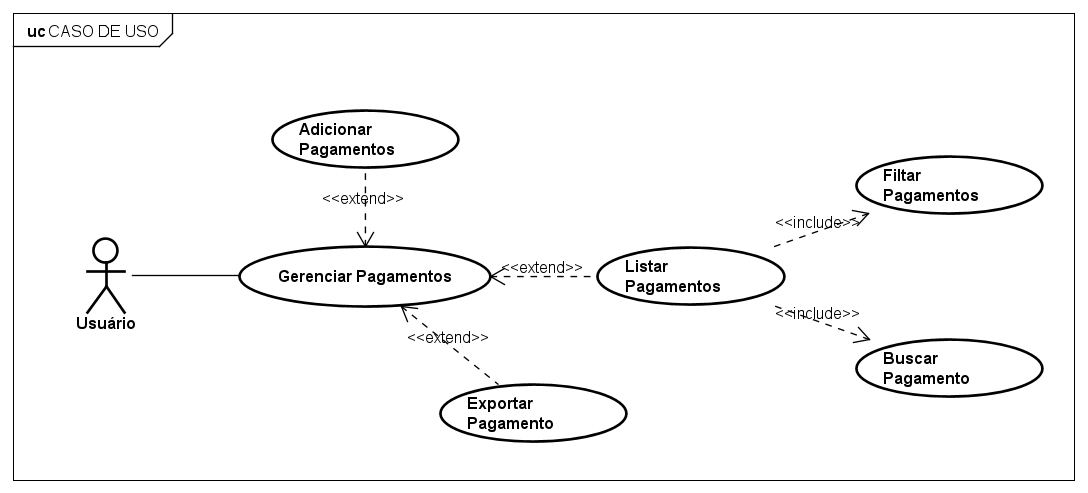 uc CASO DE USO
Adicionar
Pagamentos
<<extend>>
Filtar
Pagamentos
<<include>>
Usuário
Gerenciar Pagamentos
<<extend>>
Listar
Pagamentos
<<include>>
<<extend>>
Buscar
Pagamento
Exportar
Pagamento